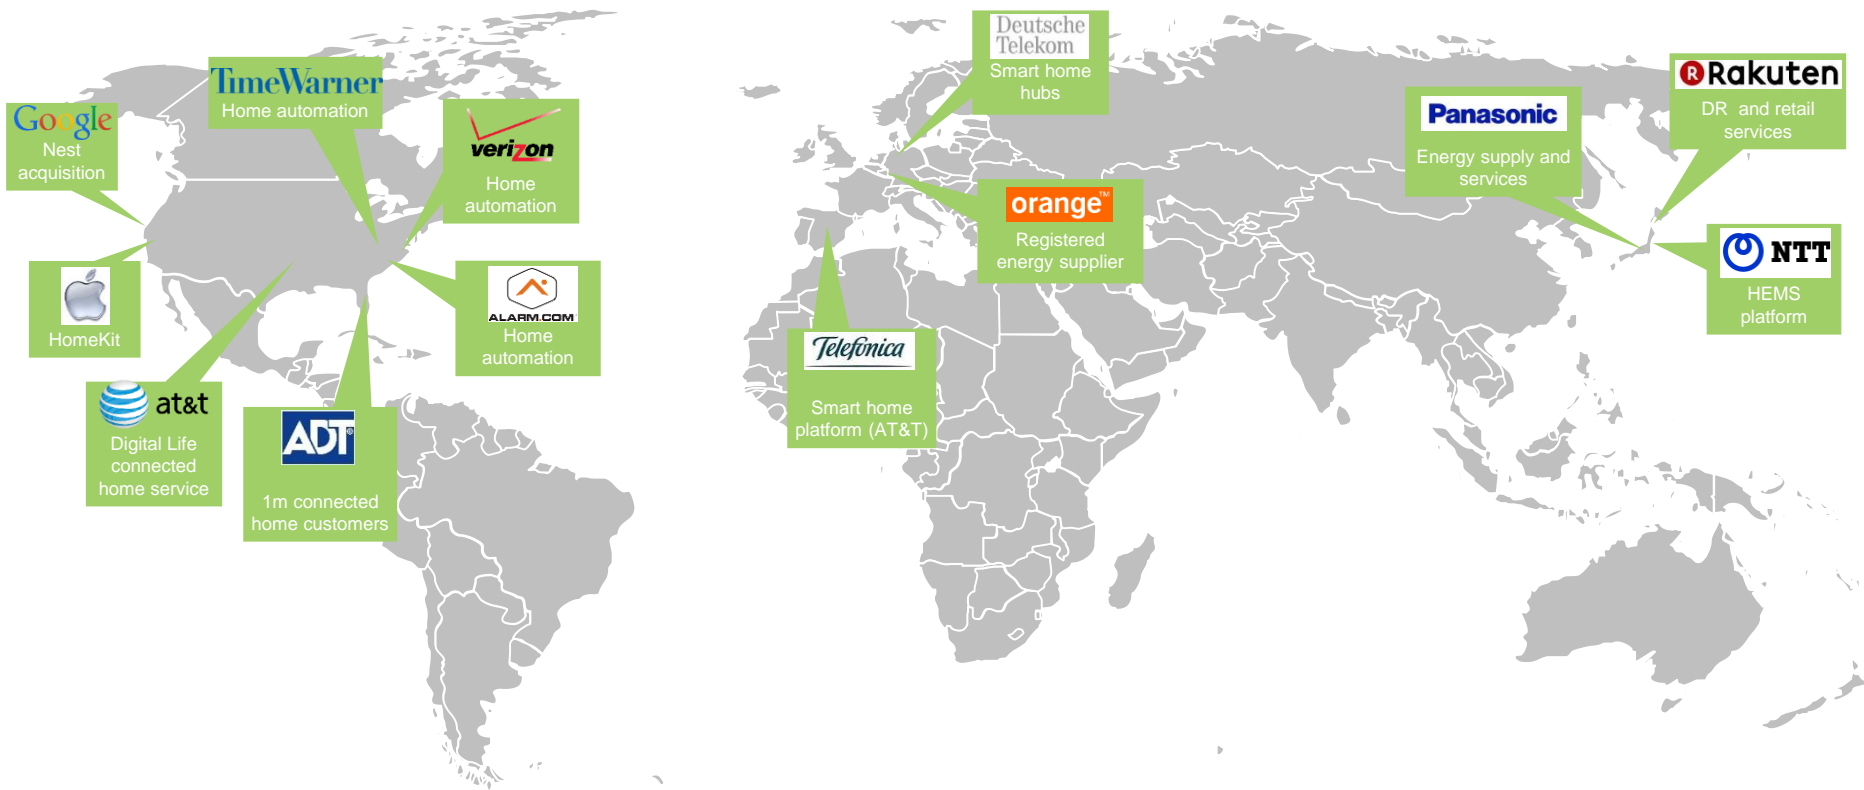 Google
Nest
acquisition
TimeWarner
Home automation
verizon
Home
automation
HomeKit
ALARM.COM
Home
automation
at&t
Digital Life
connected
home service
ADT®
1m connected
home customers
Deutsche
Telekom
Smart home
hubs
orange™
Registered
energy supplier
Telefónica
Smart home
platform (AT&T)
Panasonic
Energy supply and
services
R Rakuten
DR and retail
services
NTT
HEMS
platform